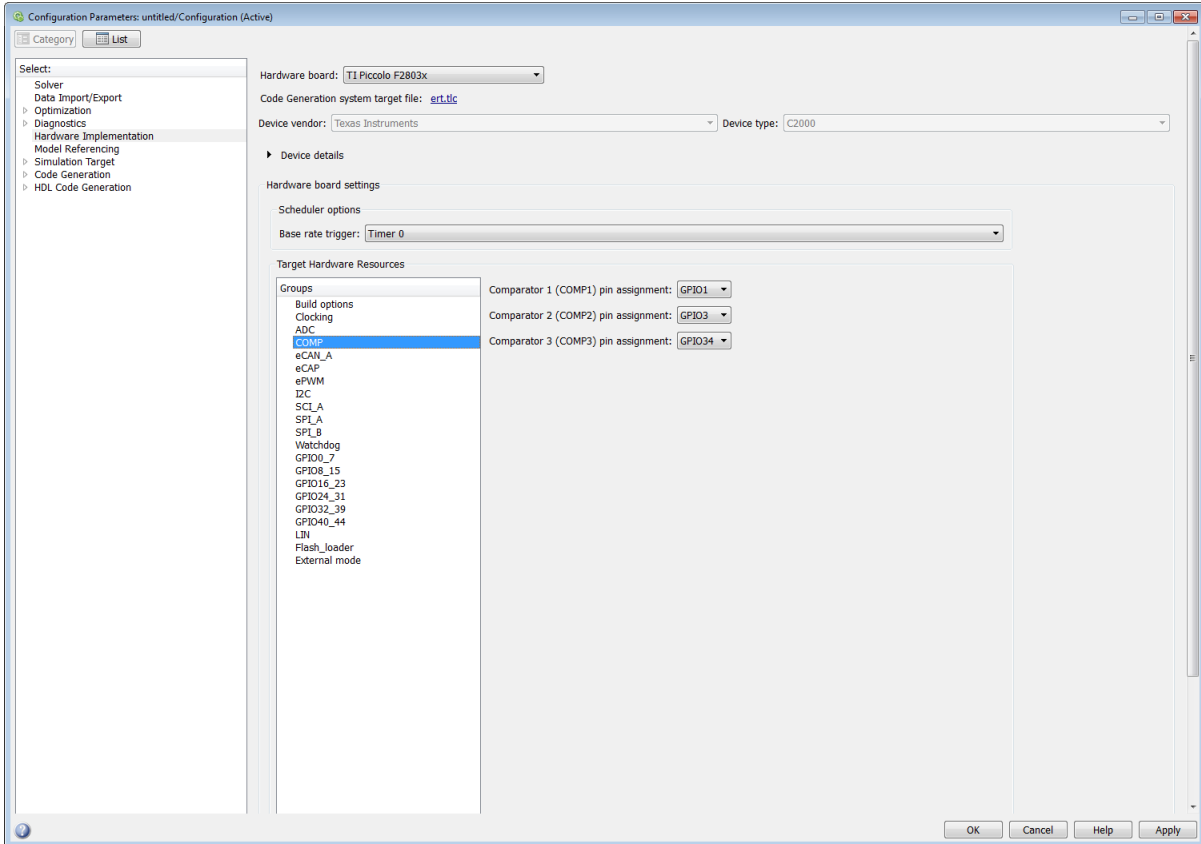 Configuration Parameters: untitled/Configuration (Active)
Category List
Select:
Solver
Data Import/Export
Optimization
Diagnostics
Hardware Implementation
Model Referencing
Simulation Target
Code Generation
HDL Code Generation
Hardware board: TI Piccolo F2803x
Code Generation system target file: ert.tlc
Device vendor: Texas Instruments Device type: C2000
Device details
Hardware board settings
Scheduler options
Base rate trigger: Timer 0
Target Hardware Resources
Groups
Build options
Clocking
ADC
COMP
eCAN_A
eCAP
ePWM
I2C
SCI_A
SPI_A
SPI_B
Watchdog
GPIO0_7
GPIO8_15
GPIO16_23
GPIO24_31
GPIO32_39
GPIO40_44
LIN
Flash_loader
External mode
Comparator 1 (COMP1) pin assignment: GPIO1
Comparator 2 (COMP2) pin assignment: GPIO3
Comparator 3 (COMP3) pin assignment: GPIO34
OK Cancel Help Apply